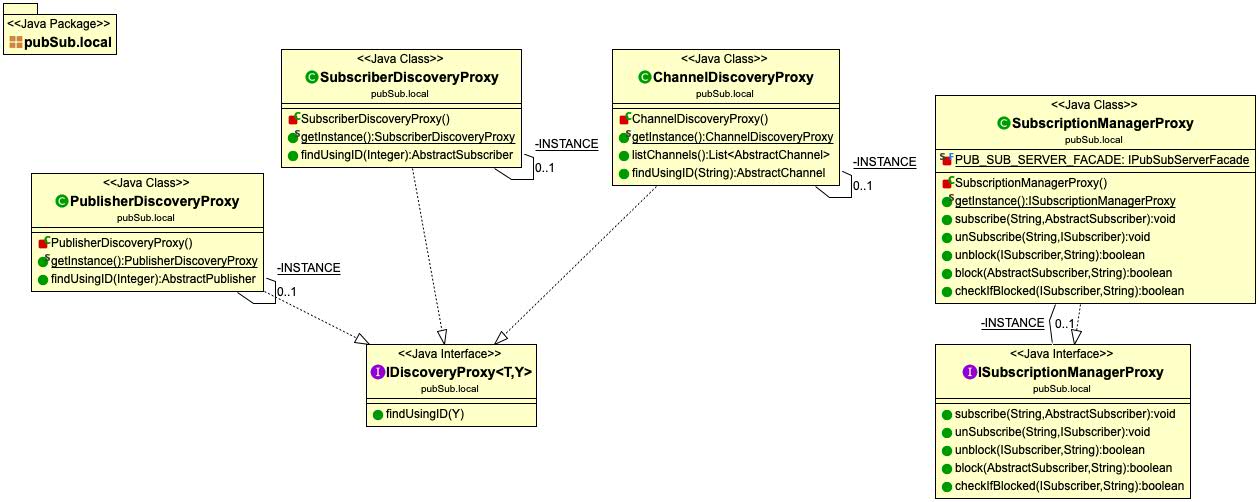 <<Java Package>>
pubSub.local
<<Java Class>>
SubscriberDiscoveryProxy
pubSub.local
SubscriberDiscoveryProxy()
getInstance():SubscriberDiscoveryProxy
findUsingID(Integer):AbstractSubscriber
-INSTANCE
0..1
<<Java Class>>
ChannelDiscoveryProxy
pubSub.local
ChannelDiscoveryProxy()
getInstance():ChannelDiscoveryProxy
listChannels():List<AbstractChannel>
findUsingID(String):AbstractChannel
-INSTANCE
0..1
<<Java Class>>
SubscriptionManagerProxy
pubSub.local
PUB_SUB_SERVER_FACADE: IPubSubServerFacade
SubscriptionManagerProxy()
getInstance():ISubscriptionManagerProxy
subscribe(String,AbstractSubscriber):void
unSubscribe(String,ISubscriber):void
unblock(ISubscriber,String):boolean
block(AbstractSubscriber,String):boolean
checkIfBlocked(ISubscriber,String):boolean
-INSTANCE
0..1
<<Java Class>>
PublisherDiscoveryProxy
pubSub.local
PublisherDiscoveryProxy()
getInstance():PublisherDiscoveryProxy
findUsingID(Integer):AbstractPublisher
-INSTANCE
0..1
<<Java Interface>>
IDiscoveryProxy<T,Y>
pubSub.local
findUsingID(Y)
<<Java Interface>>
ISubscriptionManagerProxy
pubSub.local
subscribe(String,AbstractSubscriber):void
unSubscribe(String,ISubscriber):void
unblock(ISubscriber,String):boolean
block(AbstractSubscriber,String):boolean
checkIfBlocked(ISubscriber,String):boolean